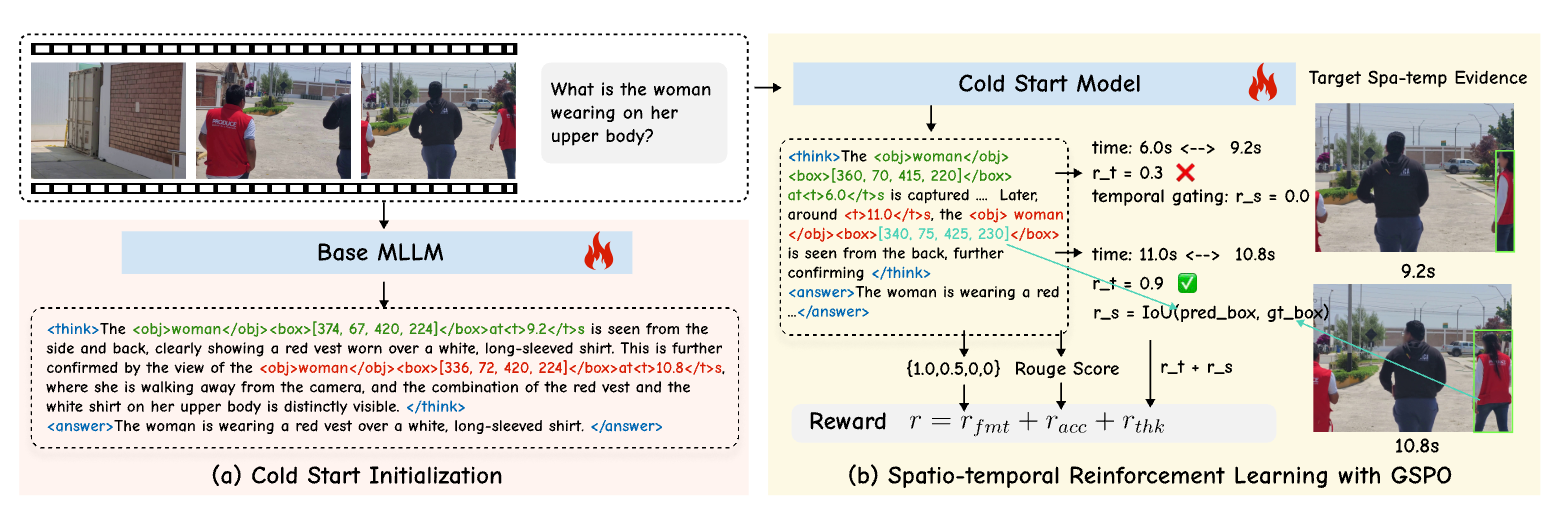 What is the woman
wearing on her
upper body?
Base MLLM
<think>The <obj>woman</obj><box>[374, 67, 420, 224]</box>at<t>9.2</t>s is seen from the
side and back, clearly showing a red vest worn over a white, long-sleeved shirt. This is further
confirmed by the view of the <obj>woman</obj><box>[336, 72, 420, 224]</box>at<t>10.8</t>s,
where she is walking away from the camera, and the combination of the red vest and the
white shirt on her upper body is distinctly visible. </think>
<answer>The woman is wearing a red vest over a white, long-sleeved shirt. </answer>
(a) Cold Start Initialization
Cold Start Model
<think>The <obj>woman</obj>
<box>[360, 70, 415, 220]</box>
at<t>6.0</t>s is captured .... Later,
around <t>11.0</t>s, the <obj> woman
</obj><box>[340, 75, 425, 230]</box>
is seen from the back, further
confirming </think>
<answer>The woman is wearing a red
...</answer>
time: 6.0s <--> 9.2s
r_t = 0.3 ❌
temporal gating: r_s = 0.0
time: 11.0s <--> 10.8s
r_t = 0.9 ✅
r_s = IoU(pred_box, gt_box)
{1.0,0.5,0,0} Rouge Score
r_t + r_s
Reward r = r_{fmt} + r_{acc} + r_{thk}
Target Spa-temp Evidence
9.2s
10.8s
(b) Spatio-temporal Reinforcement Learning with GSPO